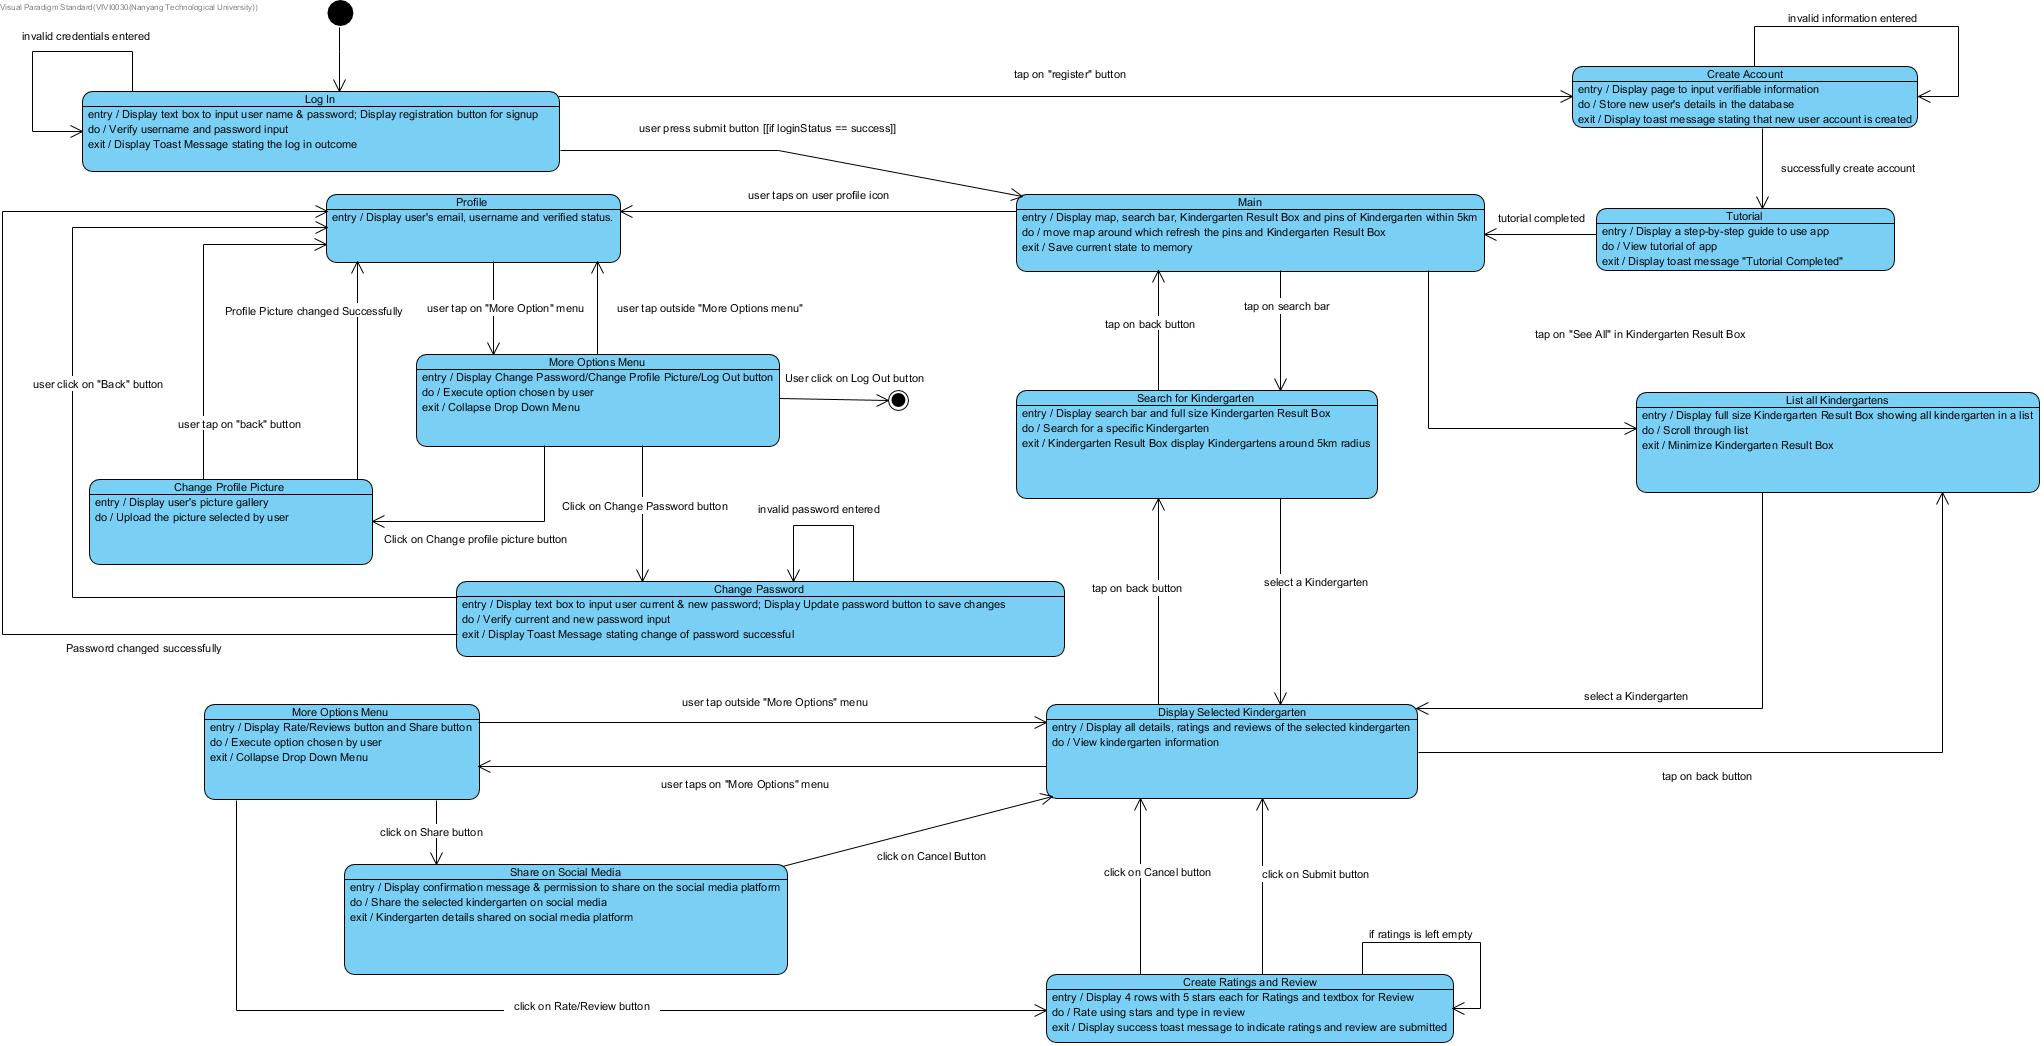 Visual Paradigm Standard(VIVI0030(Nanyang Technological University))
invalid credentials entered
invalid information entered
tap on "register" button
Create Account
entry / Display page to input verifiable information
do / Store new user's details in the database
exit / Display toast message stating that new user account is created
Log In
entry / Display text box to input user name & password; Display registration button for signup
do / Verify username and password input
exit / Display Toast Message stating the log in outcome
user press submit button [[if loginStatus == success]]
successfully create account
Profile
entry / Display user's email, username and verified status.
user taps on user profile icon
Main
entry / Display map, search bar, Kindergarten Result Box and pins of Kindergarten within 5km
do / move map around which refresh the pins and Kindergarten Result Box
exit / Save current state to memory
tutorial completed
Tutorial
entry / Display a step-by-step guide to use app
do / View tutorial of app
exit / Display toast message "Tutorial Completed"
Profile Picture changed Successfully
user tap on "More Option" menu
user tap outside "More Options menu"
tap on back button
tap on search bar
tap on "See All" in Kindergarten Result Box
More Options Menu
entry / Display Change Password/Change Profile Picture/Log Out button
do / Execute option chosen by user
exit / Collapse Drop Down Menu
User click on Log Out button
user click on "Back" button
Search for Kindergarten
entry / Display search bar and full size Kindergarten Result Box
do / Search for a specific Kindergarten
exit / Kindergarten Result Box display Kindergartens around 5km radius
List all Kindergartens
entry / Display full size Kindergarten Result Box showing all kindergarten in a list
do / Scroll through list
exit / Minimize Kindergarten Result Box
user tap on "back" button
Change Profile Picture
entry / Display user's picture gallery
do / Upload the picture selected by user
Click on Change Password button
invalid password entered
Click on Change profile picture button
Change Password
entry / Display text box to input user current & new password; Display Update password button to save changes
do / Verify current and new password input
exit / Display Toast Message stating change of password successful
tap on back button
select a Kindergarten
Password changed successfully
select a Kindergarten
user tap outside "More Options" menu
More Options Menu
entry / Display Rate/Reviews button and Share button
do / Execute option chosen by user
exit / Collapse Drop Down Menu
Display Selected Kindergarten
entry / Display all details, ratings and reviews of the selected kindergarten
do / View kindergarten information
user taps on "More Options" menu
tap on back button
click on Share button
click on Cancel Button
Share on Social Media
entry / Display confirmation message & permission to share on the social media platform
do / Share the selected kindergarten on social media
exit / Kindergarten details shared on social media platform
click on Cancel button
click on Submit button
if ratings is left empty
click on Rate/Review button
Create Ratings and Review
entry / Display 4 rows with 5 stars each for Ratings and textbox for Review
do / Rate using stars and type in review
exit / Display success toast message to indicate ratings and review are submitted